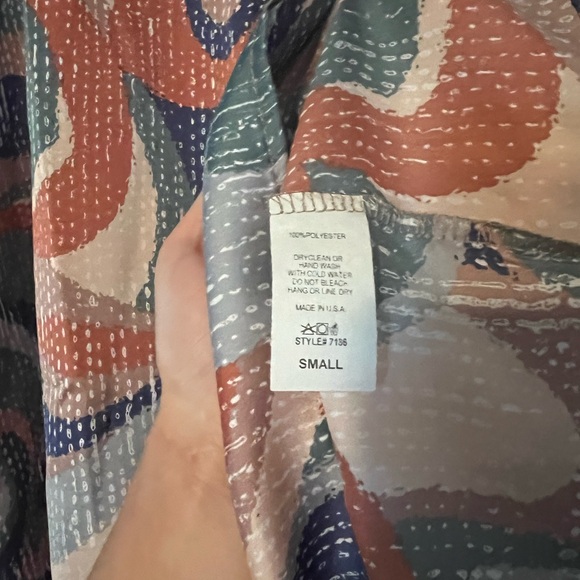 100%POLYESTER
DRYCLEAN OR
HAND WASH
WITH COLD WATER
DO NOT BLEACH
HANG OR LINE DRY
MADE IN U.S.A.
STYLE# 7186
SMALL